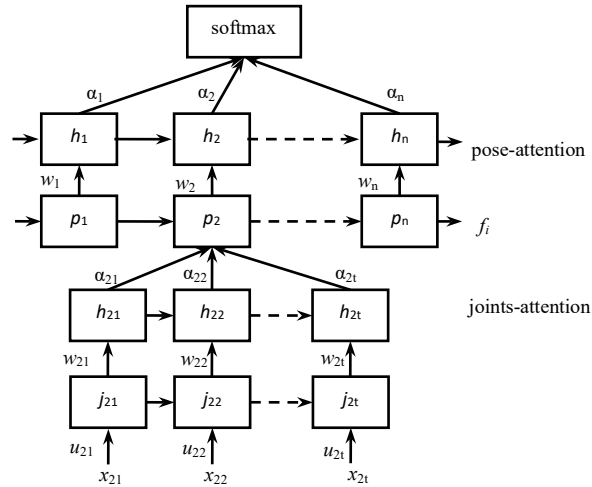 softmax
α1 α2 αn
h1 h2 hn
pose-attention
w1 w2 wn
p1 p2 pn fi
α21 α22 α2t
joints-attention
h21 h22 h2t
w21 w22 w2t
j21 j22 j2t
u21 u22 u2t
x21 x22 x2t